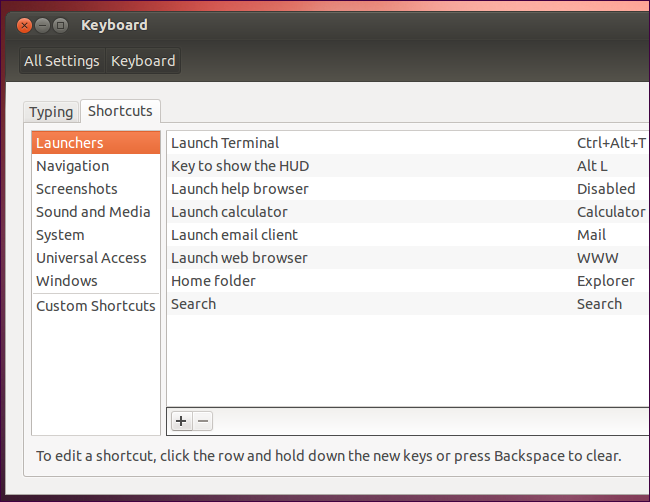 Keyboard
All Settings Keyboard
Typing Shortcuts
Launchers
Navigation
Screenshots
Sound and Media
System
Universal Access
Windows
Custom Shortcuts
Launch Terminal Ctrl+Alt+T
Key to show the HUD Alt L
Launch help browser Disabled
Launch calculator Calculator
Launch email client Mail
Launch web browser WWW
Home folder Explorer
Search Search
To edit a shortcut, click the row and hold down the new keys or press Backspace to clear.